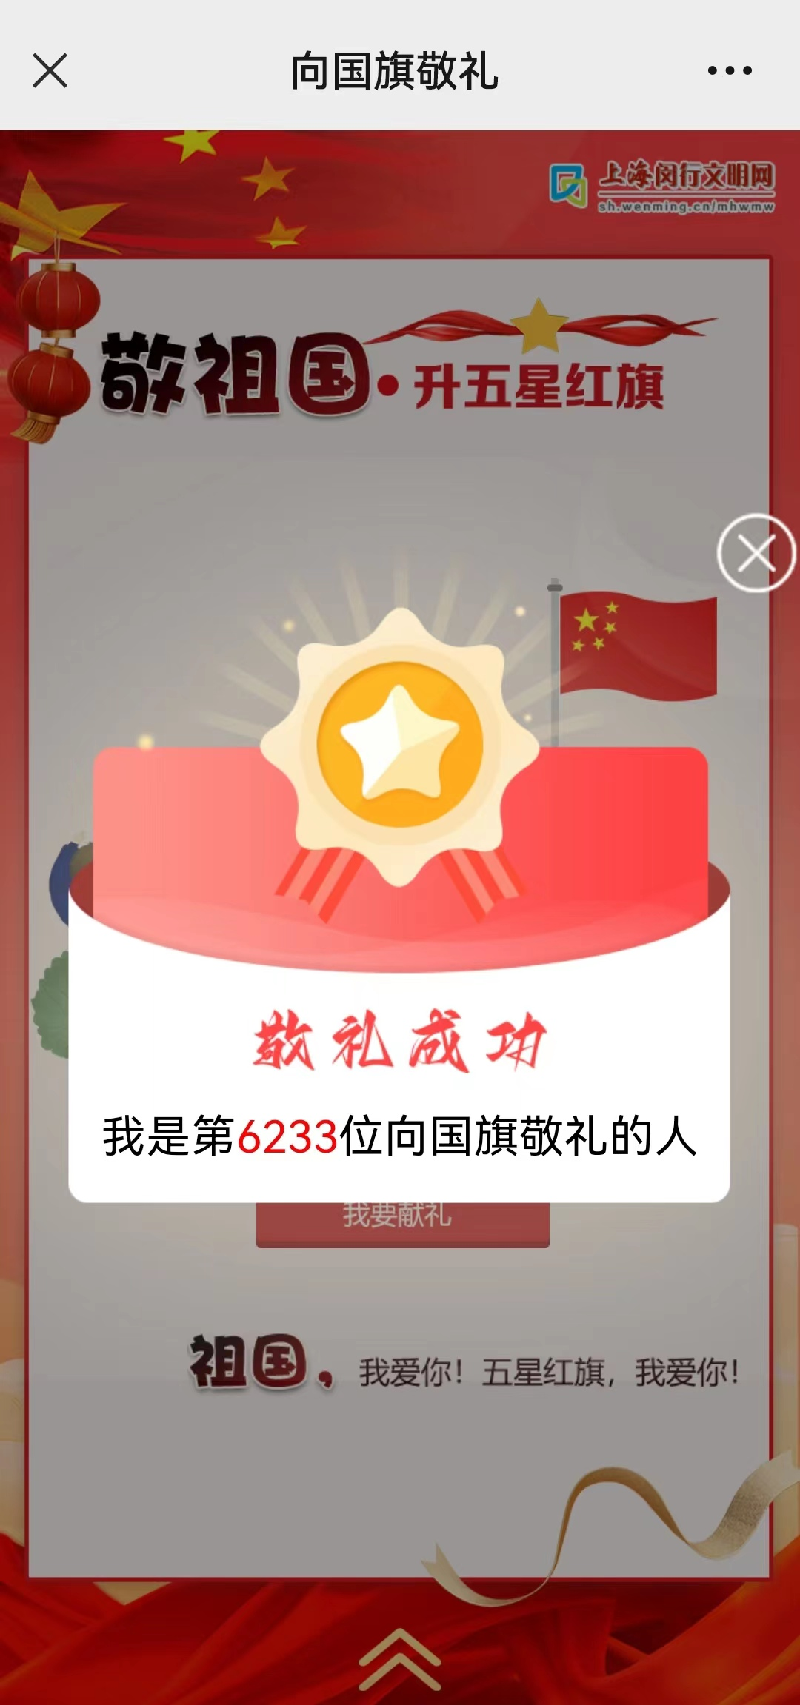 向国旗敬礼
上海闵行文明网
sh.wenming.cn/mhwmw
敬祖国·升五星红旗
敬礼成功
我是第6233位向国旗敬礼的人
我要献礼
祖国，我爱你！五星红旗，我爱你！